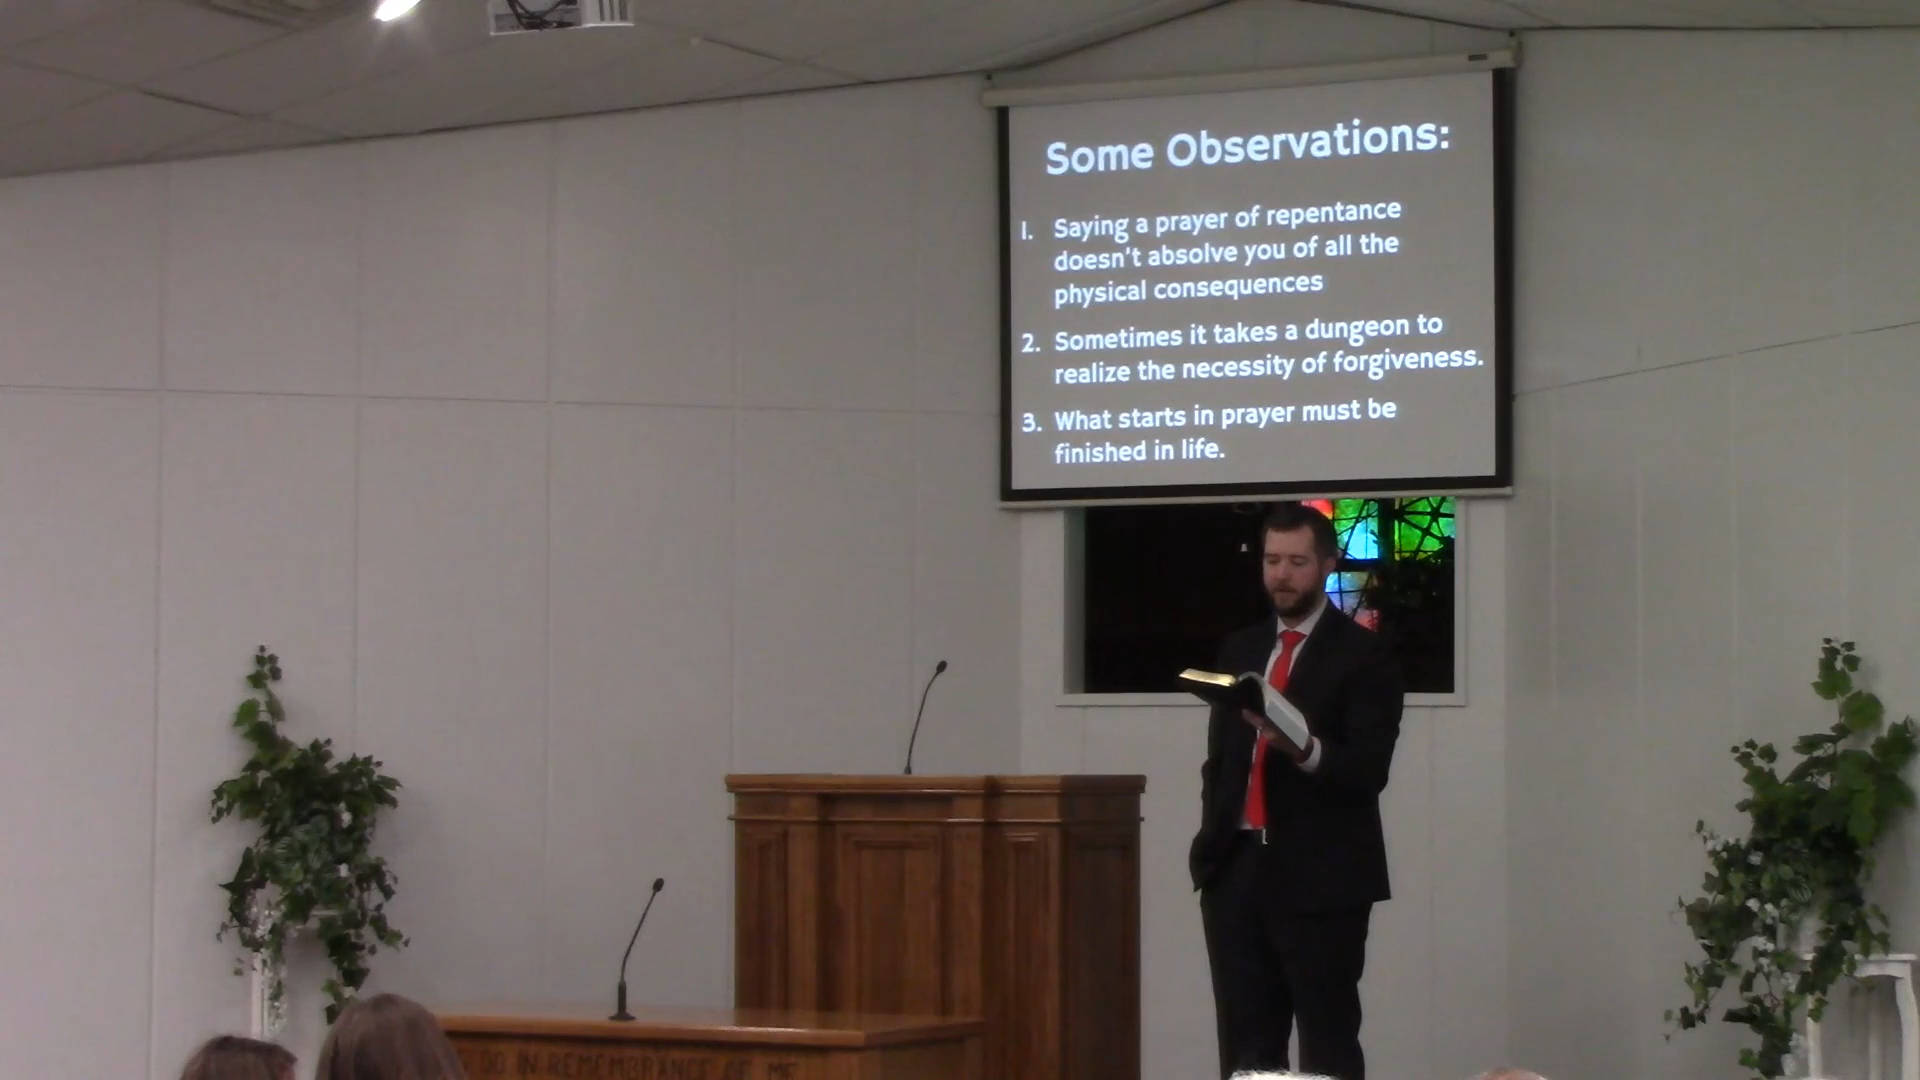 Some Observations:
1. Saying a prayer of repentance
doesn't absolve you of all the
physical consequences
2. Sometimes it takes a dungeon to
realize the necessity of forgiveness.
3. What starts in prayer must be
finished in life.
DO IN REMEMBRANCE OF ME